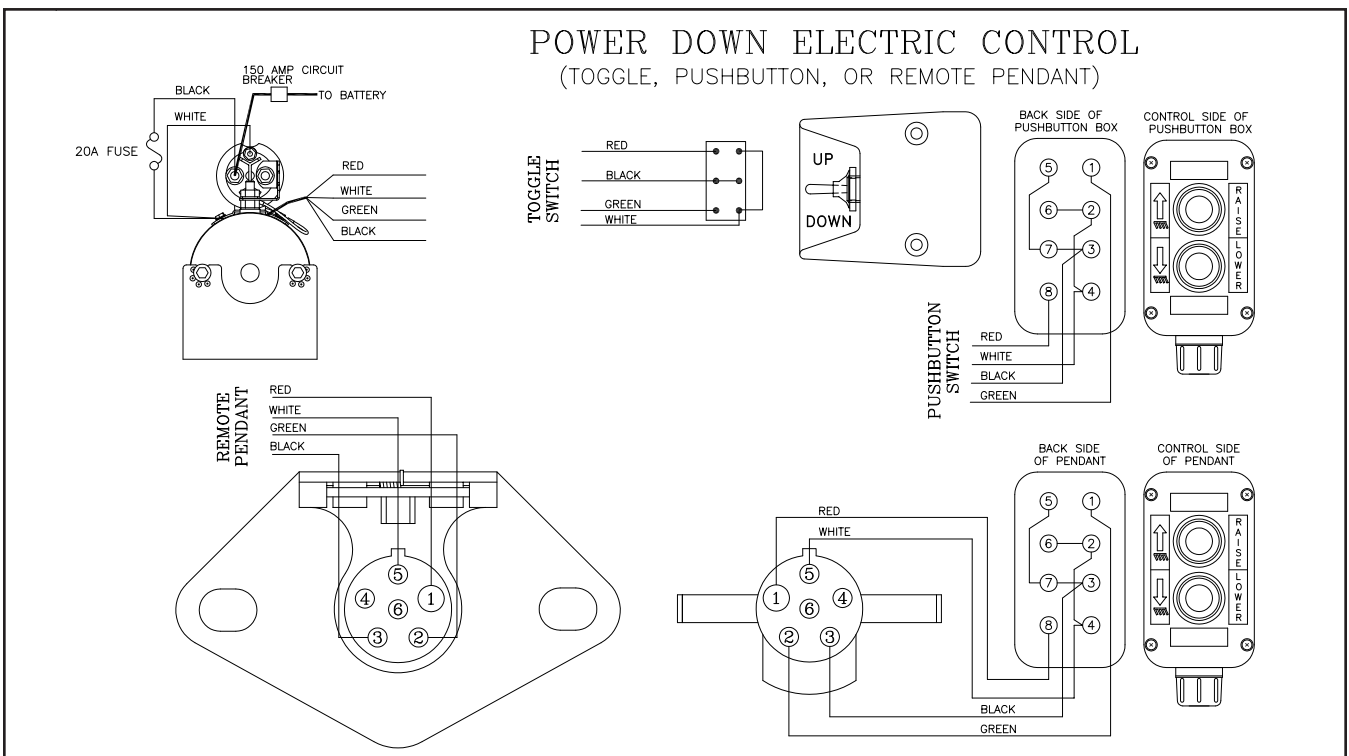 POWER DOWN ELECTRIC CONTROL
(TOGGLE, PUSHBUTTON, OR REMOTE PENDANT)
150 AMP CIRCUIT
BREAKER
TO BATTERY
BLACK
WHITE
20A FUSE
RED
WHITE
GREEN
BLACK
TOGGLE
SWITCH
RED
BLACK
GREEN
WHITE
UP
DOWN
BACK SIDE OF
PUSHBUTTON BOX
5
1
6
2
7
3
8
4
CONTROL SIDE OF
PUSHBUTTON BOX
RAISE
LOWER
PUSHBUTTON
SWITCH
RED
WHITE
BLACK
GREEN
REMOTE
PENDANT
RED
WHITE
GREEN
BLACK
5
4
1
6
3
2
RED
WHITE
5
1
4
6
2
3
BLACK
GREEN
BACK SIDE
OF PENDANT
5
1
6
2
7
3
8
4
CONTROL SIDE
OF PENDANT
RAISE
LOWER